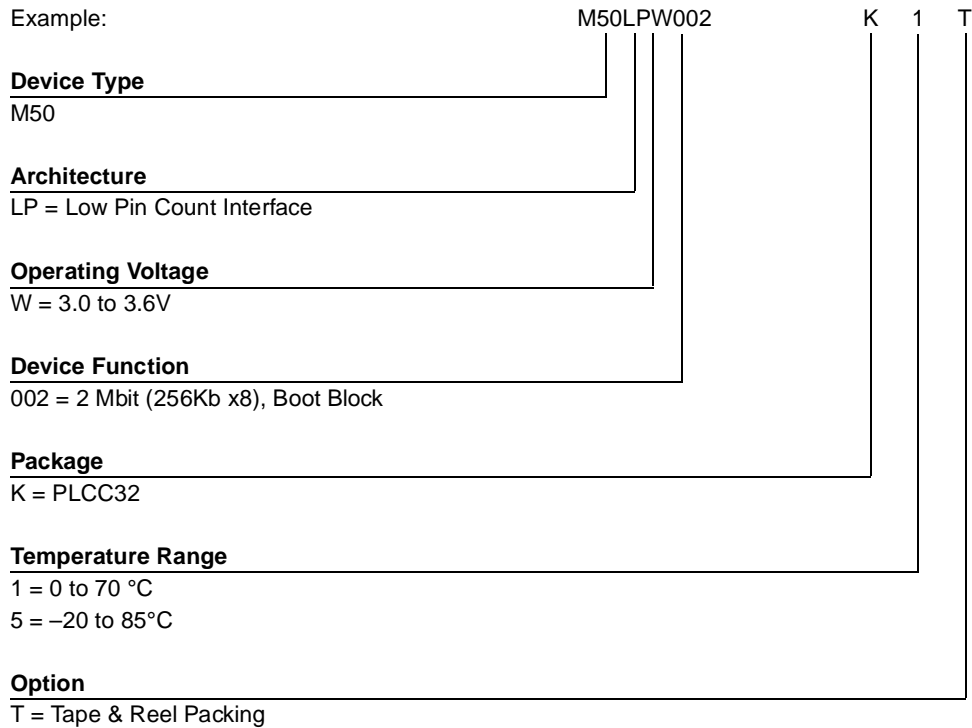 Example: M50LPW002 K 1 T
Device Type
M50
Architecture
LP = Low Pin Count Interface
Operating Voltage
W = 3.0 to 3.6V
Device Function
002 = 2 Mbit (256Kb x8), Boot Block
Package
K = PLCC32
Temperature Range
1 = 0 to 70 °C
5 = –20 to 85°C
Option
T = Tape & Reel Packing